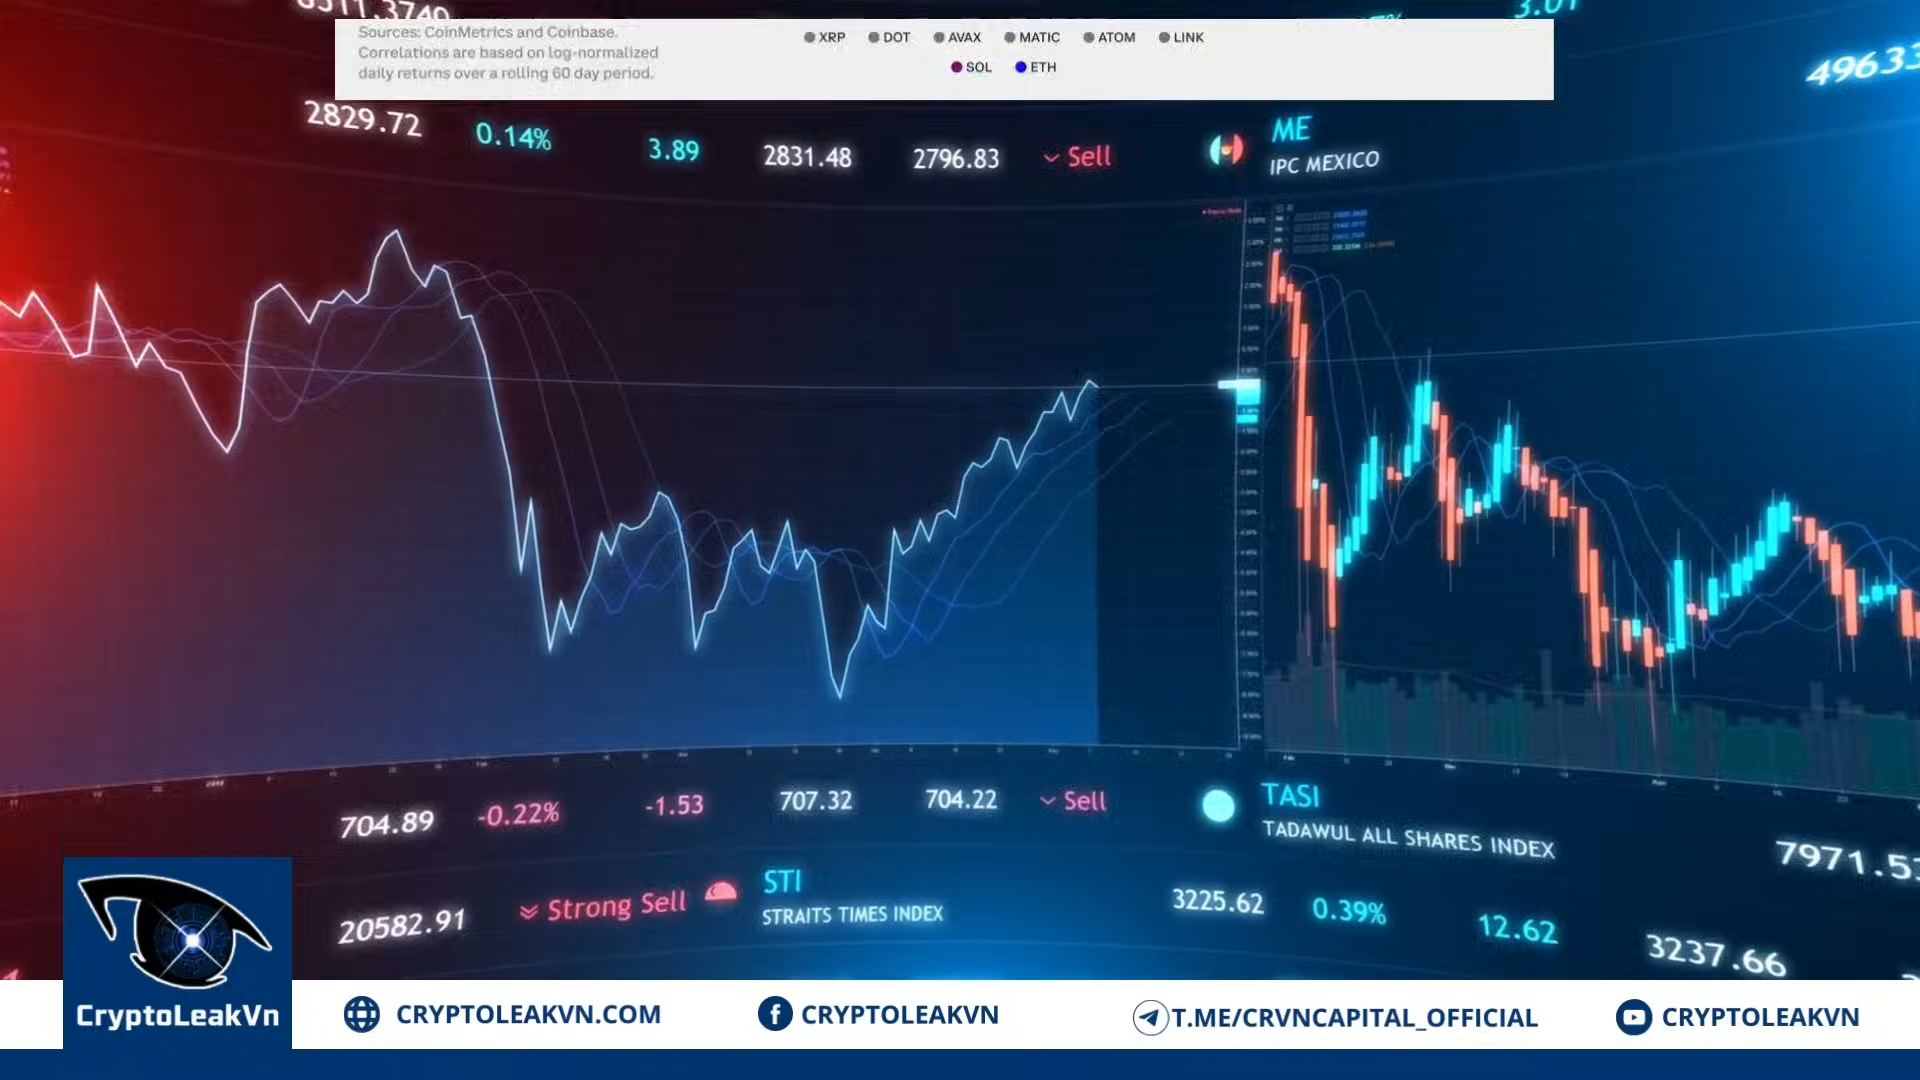 Sources: CoinMetrics and Coinbase.
Correlations are based on log-normalized
daily returns over a rolling 60 day period.
XRP DOT AVAX MATIC ATOM LINK
SOL ETH
2829.72 0.14% 3.89 2831.48 2796.83 Sell
ME
IPC MEXICO
704.89 -0.22% -1.53 707.32 704.22 Sell
TASI
TADAWUL ALL SHARES INDEX
20582.91 Strong Sell
STI
STRAITS TIMES INDEX
3225.62 0.39% 12.62 3237.66
CryptoLeakVn
CRYPTOLEAKVN.COM
CRYPTOLEAKVN
T.ME/CRVNCAPITAL_OFFICIAL
CRYPTOLEAKVN